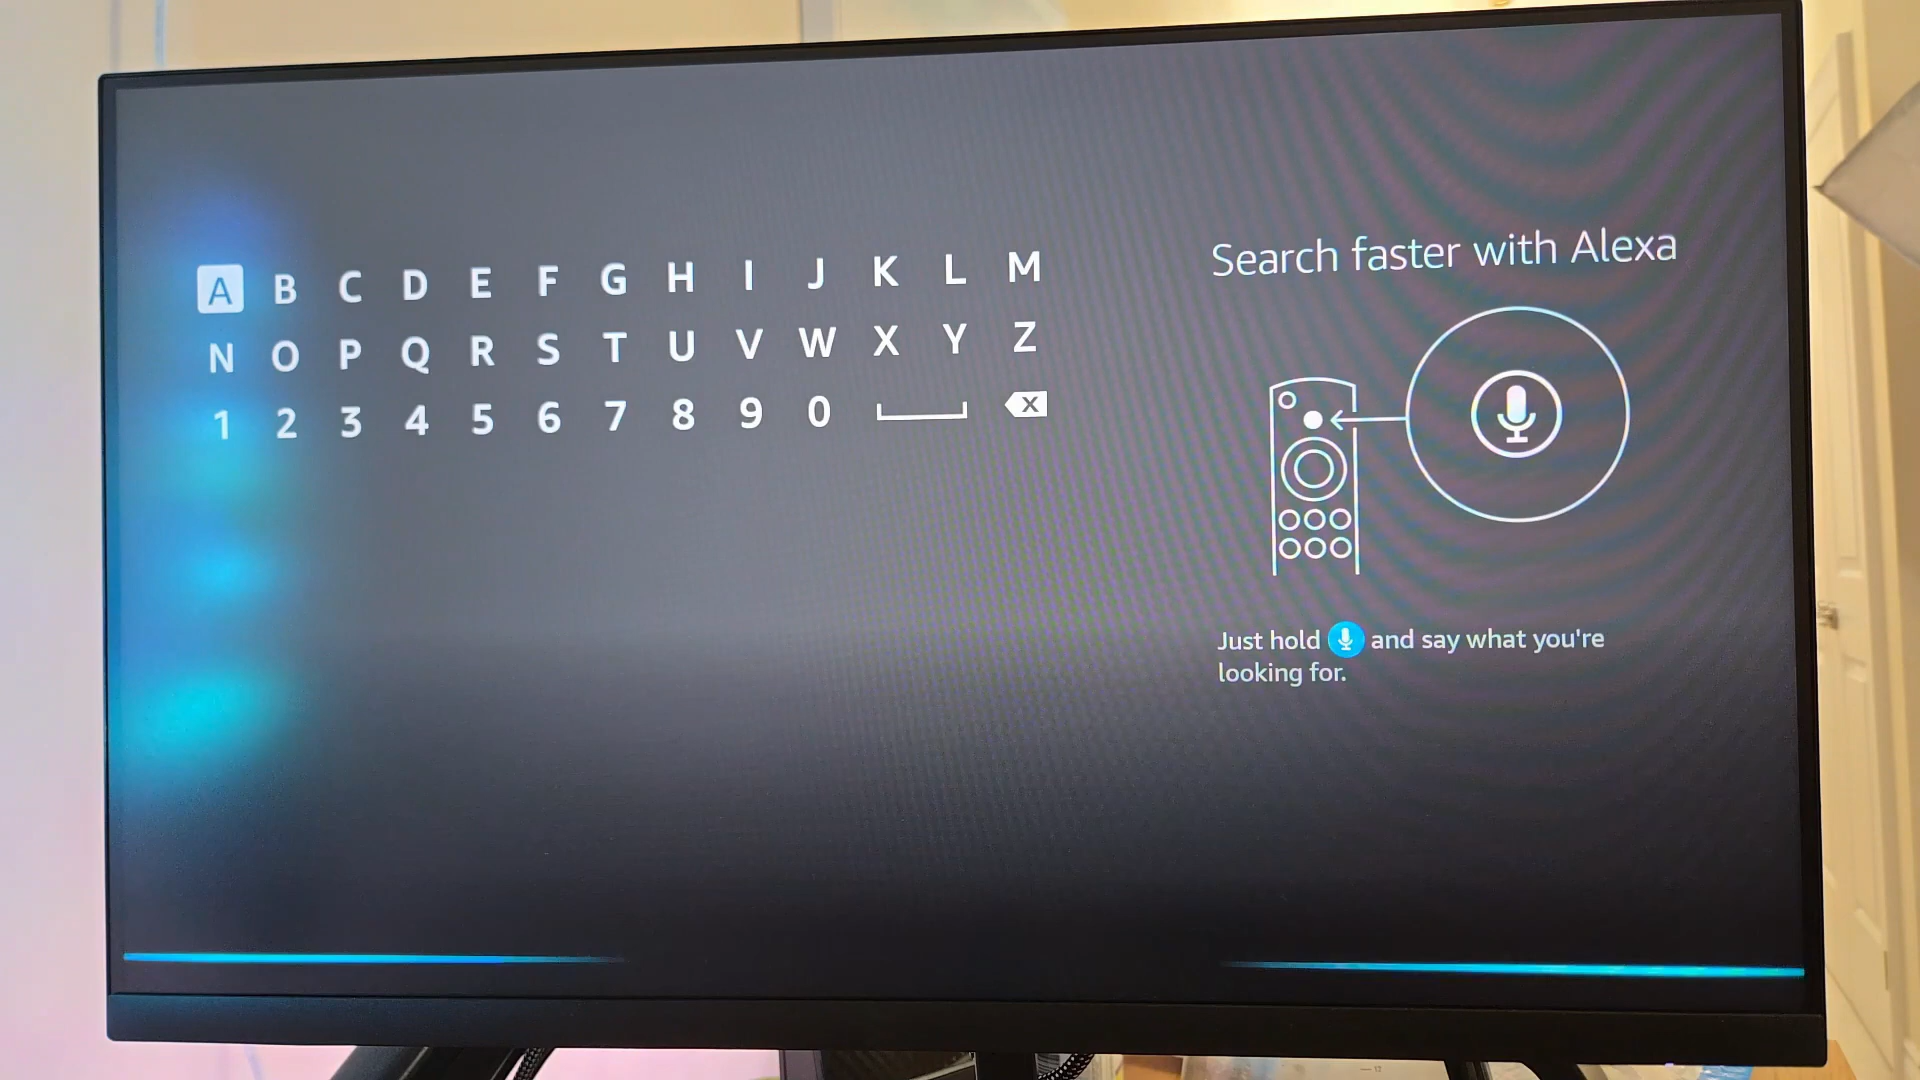 A B C D E F G H I J K L M
N O P Q R S T U V W X Y Z
1 2 3 4 5 6 7 8 9 0
Search faster with Alexa
Just hold and say what you're
looking for.